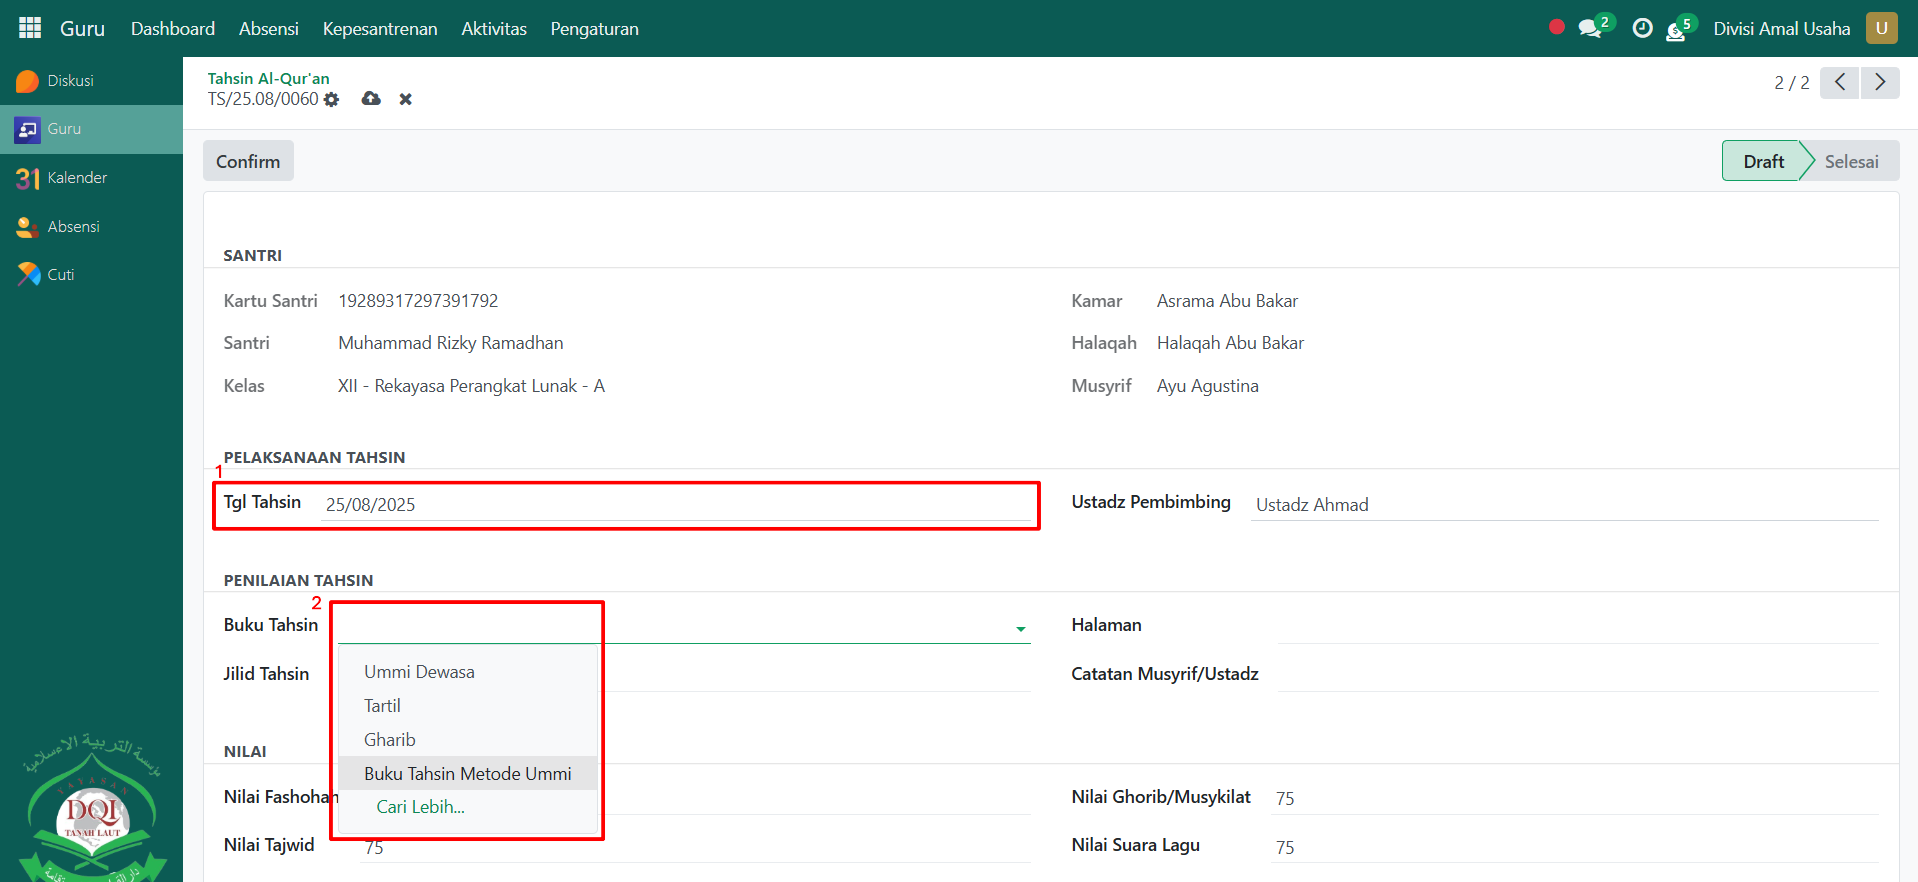 Guru Dashboard Absensi Kepesantrenan Aktivitas Pengaturan 2 5 Divisi Amal Usaha U
Diskusi
Guru
31 Kalender
Absensi
Cuti
Tahsin Al-Qur'an
TS/25.08/0060
2 / 2
Confirm
Draft Selesai
SANTRI
Kartu Santri 19289317297391792 Kamar Asrama Abu Bakar
Santri Muhammad Rizky Ramadhan Halaqah Halaqah Abu Bakar
Kelas XII - Rekayasa Perangkat Lunak - A Musyrif Ayu Agustina
PELAKSANAAN TAHSIN
1
Tgl Tahsin 25/08/2025 Ustadz Pembimbing Ustadz Ahmad
PENILAIAN TAHSIN
2
Buku Tahsin Halaman
Jilid Tahsin Catatan Musyrif/Ustadz
Ummi Dewasa
Tartil
Gharib
Buku Tahsin Metode Ummi
Cari Lebih...
NILAI
Nilai Fashohah Nilai Ghorib/Musykilat 75
Nilai Tajwid 75 Nilai Suara Lagu 75
مؤسسة التربية الإسلامية
YAYASAN
DQI
TANAH LAUT